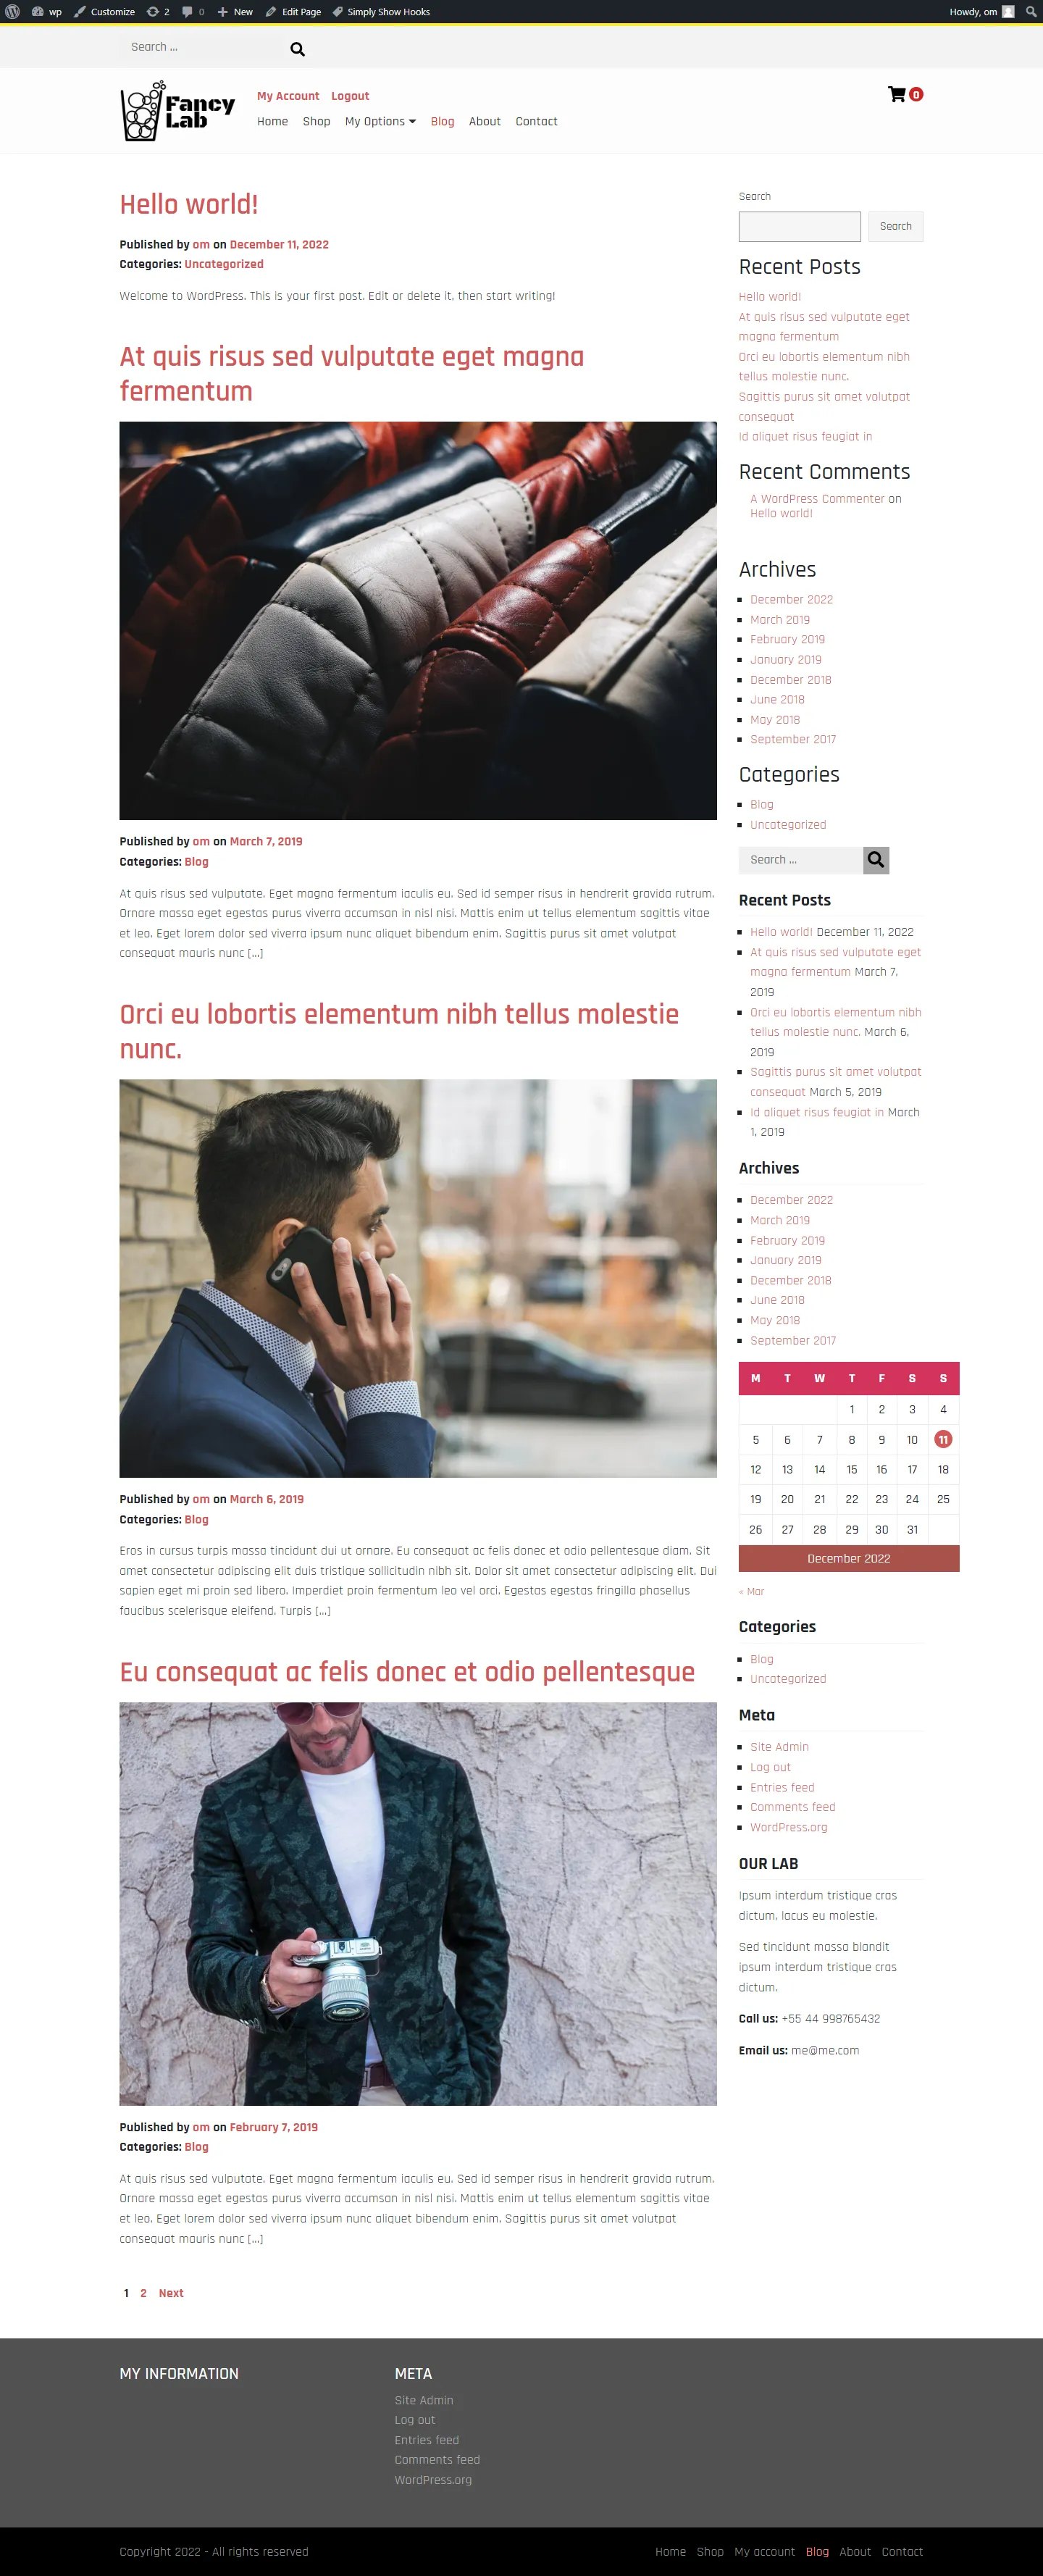 wp Customize 2 0 New Edit Page Simply Show Hooks Howdy, om
Search ...
Fancy
Lab
My Account Logout
0
Home Shop My Options Blog About Contact
Hello world!
Published by om on December 11, 2022
Categories: Uncategorized
Welcome to WordPress. This is your first post. Edit or delete it, then start writing!
At quis risus sed vulputate eget magna
fermentum
Published by om on March 7, 2019
Categories: Blog
At quis risus sed vulputate. Eget magna fermentum iaculis eu. Sed id semper risus in hendrerit gravida rutrum.
Ornare massa eget egestas purus viverra accumsan in nisl nisi. Mattis enim ut tellus elementum sagittis vitae
et leo. Eget lorem dolor sed viverra ipsum nunc aliquet bibendum enim. Sagittis purus sit amet volutpat
consequat mauris nunc [...]
Orci eu lobortis elementum nibh tellus molestie
nunc.
Published by om on March 6, 2019
Categories: Blog
Eros in cursus turpis massa tincidunt dui ut ornare. Eu consequat ac felis donec et odio pellentesque diam. Sit
amet consectetur adipiscing elit duis tristique sollicitudin nibh sit. Dolor sit amet consectetur adipiscing elit. Dui
sapien eget mi proin sed libero. Imperdiet proin fermentum leo vel orci. Egestas egestas fringilla phasellus
faucibus scelerisque eleifend. Turpis [...]
Eu consequat ac felis donec et odio pellentesque
Published by om on February 7, 2019
Categories: Blog
At quis risus sed vulputate. Eget magna fermentum iaculis eu. Sed id semper risus in hendrerit gravida rutrum.
Ornare massa eget egestas purus viverra accumsan in nisl nisi. Mattis enim ut tellus elementum sagittis vitae
et leo. Eget lorem dolor sed viverra ipsum nunc aliquet bibendum enim. Sagittis purus sit amet volutpat
consequat mauris nunc [...]
1 2 Next
Search
Search
Recent Posts
Hello world!
At quis risus sed vulputate eget
magna fermentum
Orci eu lobortis elementum nibh
tellus molestie nunc.
Sagittis purus sit amet volutpat
consequat
Id aliquet risus feugiat in
Recent Comments
A WordPress Commenter on
Hello world!
Archives
December 2022
March 2019
February 2019
January 2019
December 2018
June 2018
May 2018
September 2017
Categories
Blog
Uncategorized
Search ...
Recent Posts
Hello world! December 11, 2022
At quis risus sed vulputate eget
magna fermentum March 7,
2019
Orci eu lobortis elementum nibh
tellus molestie nunc. March 6,
2019
Sagittis purus sit amet volutpat
consequat March 5, 2019
Id aliquet risus feugiat in March
1, 2019
Archives
December 2022
March 2019
February 2019
January 2019
December 2018
June 2018
May 2018
September 2017
M T W T F S S
1 2 3 4
5 6 7 8 9 10 11
12 13 14 15 16 17 18
19 20 21 22 23 24 25
26 27 28 29 30 31
December 2022
« Mar
Categories
Blog
Uncategorized
Meta
Site Admin
Log out
Entries feed
Comments feed
WordPress.org
OUR LAB
Ipsum interdum tristique cras
dictum, lacus eu molestie.
Sed tincidunt massa blandit
ipsum interdum tristique cras
dictum.
Call us: +55 44 998765432
Email us: me@me.com
MY INFORMATION
META
Site Admin
Log out
Entries feed
Comments feed
WordPress.org
Copyright 2022 - All rights reserved
Home Shop My account Blog About Contact